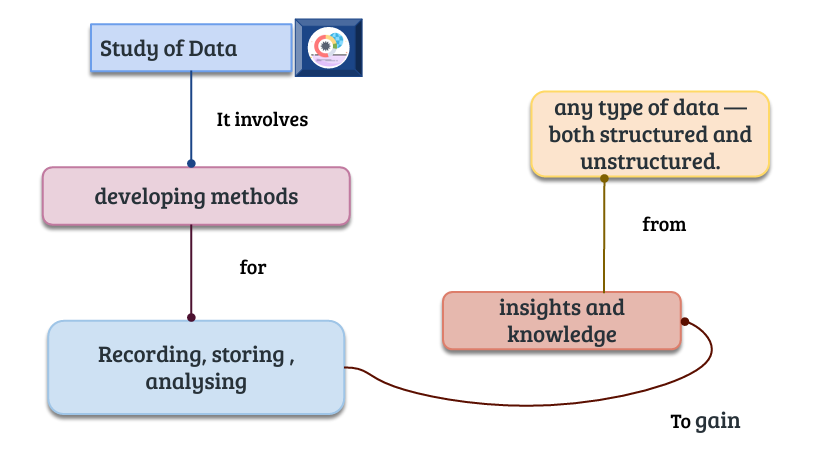 Study of Data
It involves
developing methods
for
Recording, storing ,
analysing
To gain
insights and
knowledge
from
any type of data —
both structured and
unstructured.